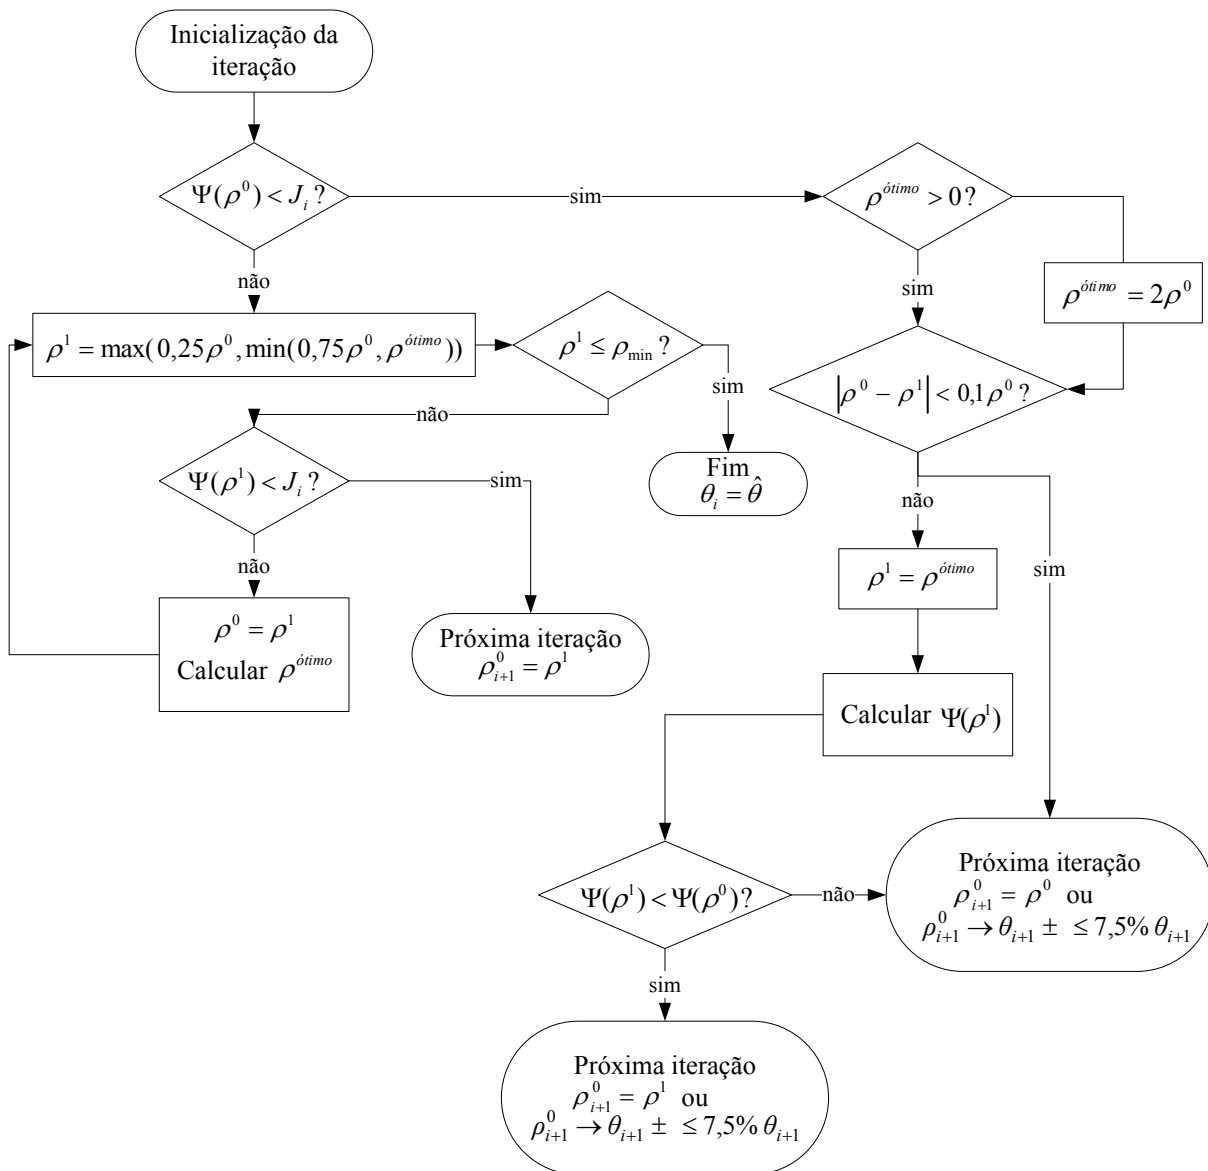 Inicialização da
iteração
Ψ(ρ⁰) < Jᵢ ?
sim
ρ^ótimo > 0 ?
não
sim
ρ^ótimo = 2ρ⁰
ρ¹ = max(0,25ρ⁰, min(0,75ρ⁰, ρ^ótimo))
ρ¹ ≤ ρ_min ?
sim
|ρ⁰ − ρ¹| < 0,1ρ⁰ ?
não
Ψ(ρ¹) < Jᵢ ?
sim
Fim
θᵢ = θ̂
não
não
ρ¹ = ρ^ótimo
sim
ρ⁰ = ρ¹
Calcular ρ^ótimo
Próxima iteração
ρ⁰ᵢ₊₁ = ρ¹
Calcular Ψ(ρ¹)
Ψ(ρ¹) < Ψ(ρ⁰)?
não
Próxima iteração
ρ⁰ᵢ₊₁ = ρ⁰ ou
ρ⁰ᵢ₊₁ → θᵢ₊₁ ± ≤ 7,5% θᵢ₊₁
sim
Próxima iteração
ρ⁰ᵢ₊₁ = ρ¹ ou
ρ⁰ᵢ₊₁ → θᵢ₊₁ ± ≤ 7,5% θᵢ₊₁